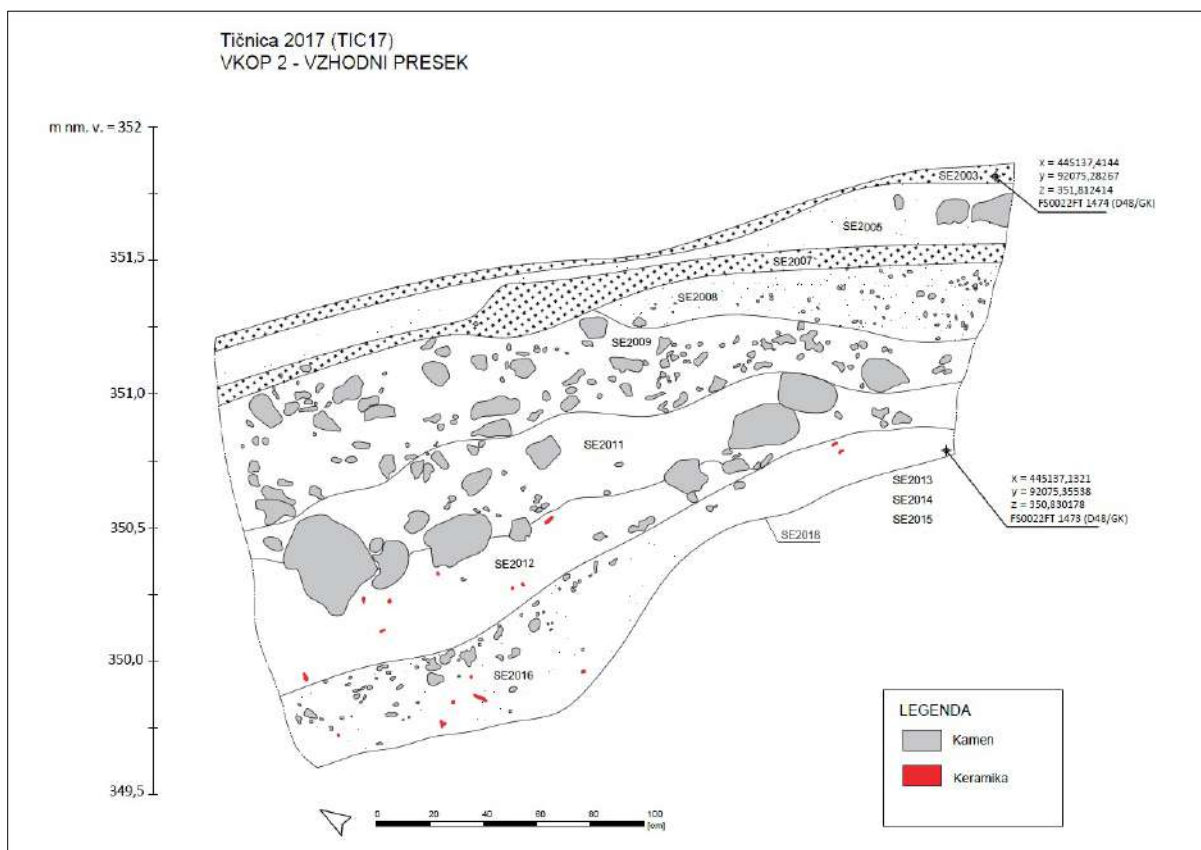 Tičnica 2017 (TIC17)
VKOP 2 - VZHODNI PRESEK
m nm. v. = 352
351,5
351,0
350,5
350,0
349,5
SE2003
x = 445137,4144
y = 92075,28267
z = 351,812414
FS0022FT 1474 (D48/GK)
SE2005
SE2007
SE2008
SE2009
SE2011
SE2013
SE2014
SE2015
x = 445137,1321
y = 92075,35538
z = 350,830178
FS0022FT 1473 (D48/GK)
SE2018
SE2012
SE2016
LEGENDA
Kamen
Keramika
0 20 40 60 80 100
[cm]